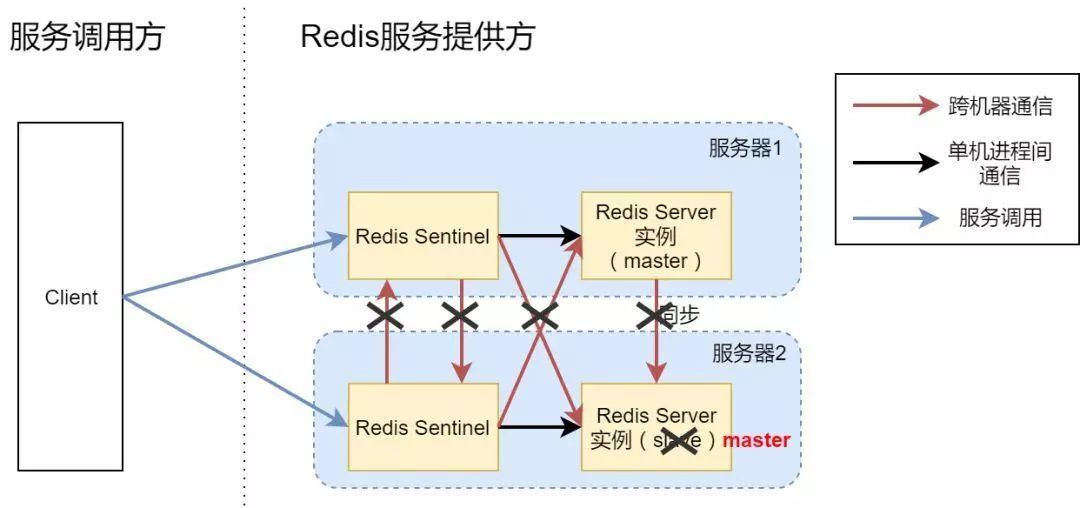 服务调用方
Redis服务提供方
跨机器通信
单机进程间
通信
服务调用
服务器1
Redis Sentinel
Redis Server
实例
（master）
Client
同步
服务器2
Redis Sentinel
Redis Server
实例（slave）master